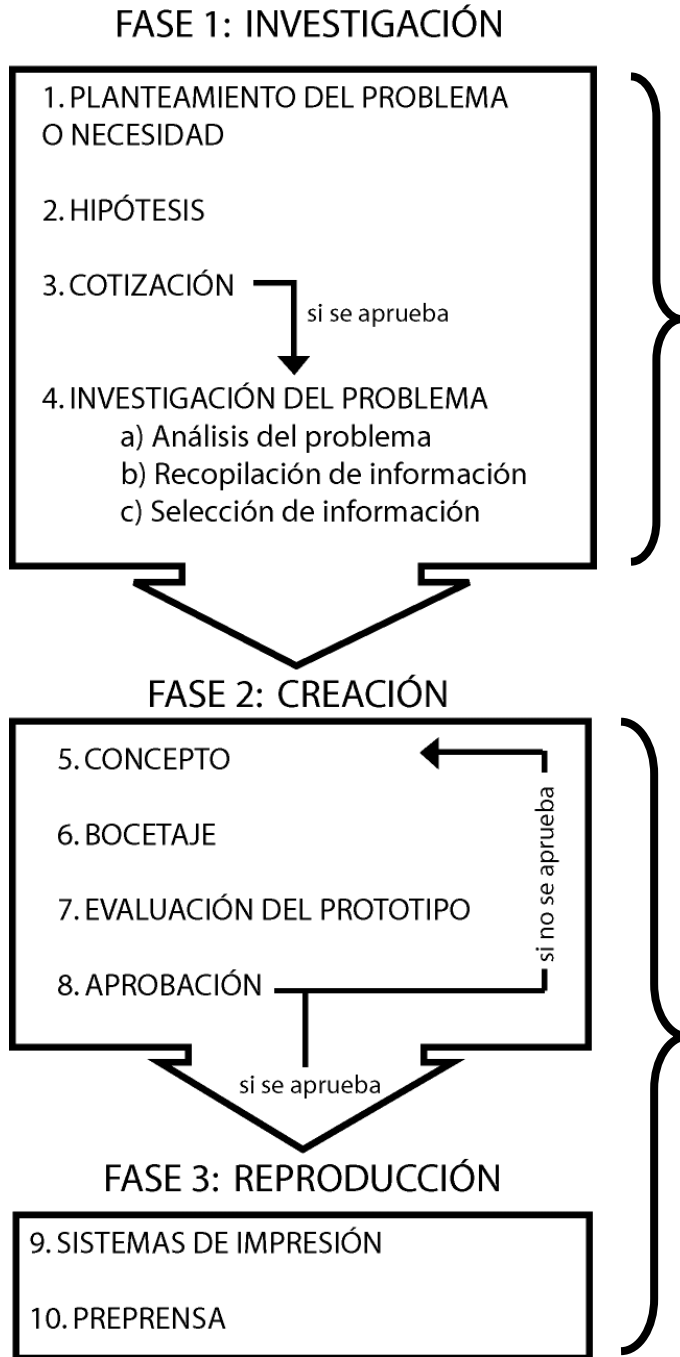 FASE 1: INVESTIGACIÓN
1. PLANTEAMIENTO DEL PROBLEMA
O NECESIDAD
2. HIPÓTESIS
3. COTIZACIÓN
si se aprueba
4. INVESTIGACIÓN DEL PROBLEMA
a) Análisis del problema
b) Recopilación de información
c) Selección de información
FASE 2: CREACIÓN
5. CONCEPTO
6. BOCETAJE
7. EVALUACIÓN DEL PROTOTIPO
8. APROBACIÓN
si no se aprueba
si se aprueba
FASE 3: REPRODUCCIÓN
9. SISTEMAS DE IMPRESIÓN
10. PREPRENSA